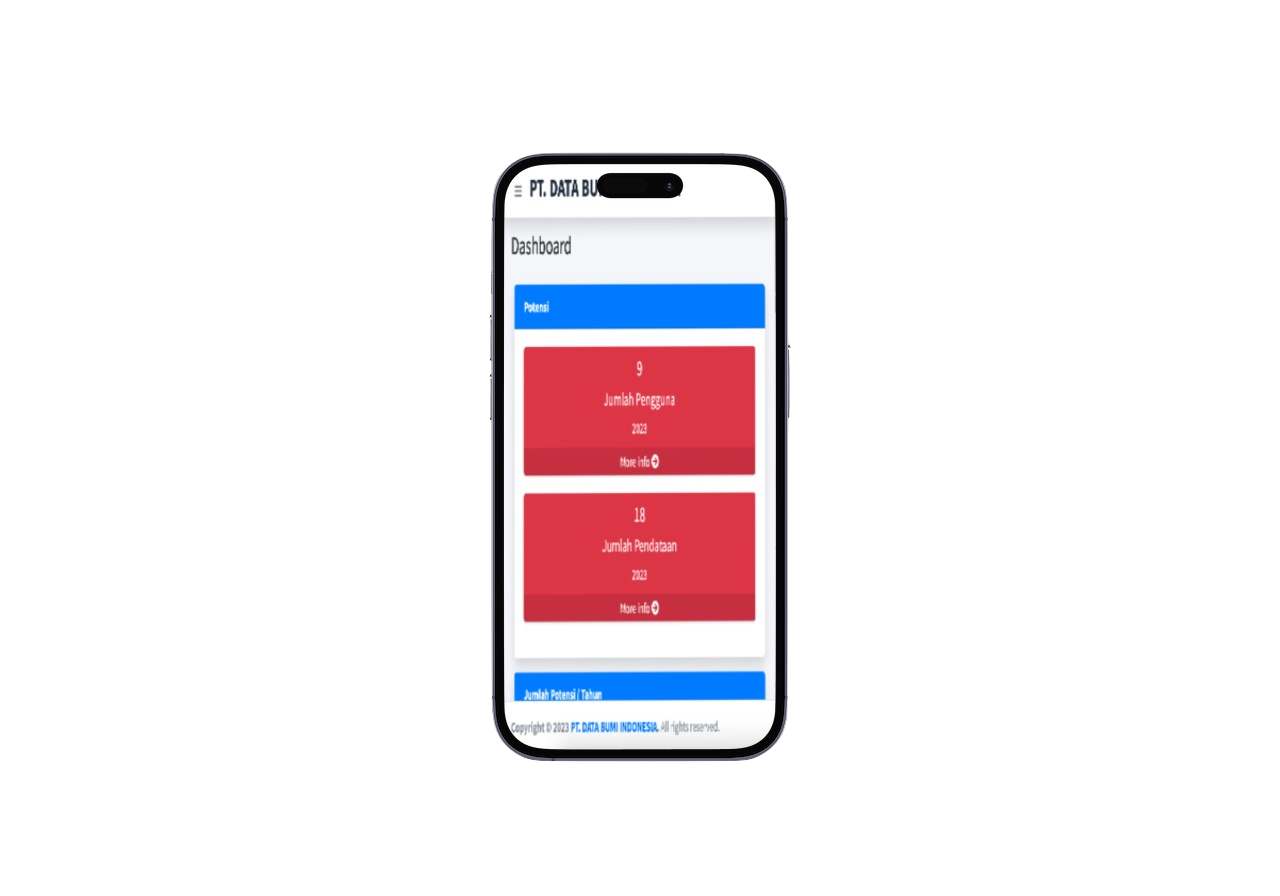 PT. DATA BU
Dashboard
Potensi
9
Jumlah Pengguna
2023
More info
18
Jumlah Pendataan
2023
More info
Jumlah Potensi / Tahun
Copyright © 2023 PT. DATA BUMI INDONESIA. All rights reserved.